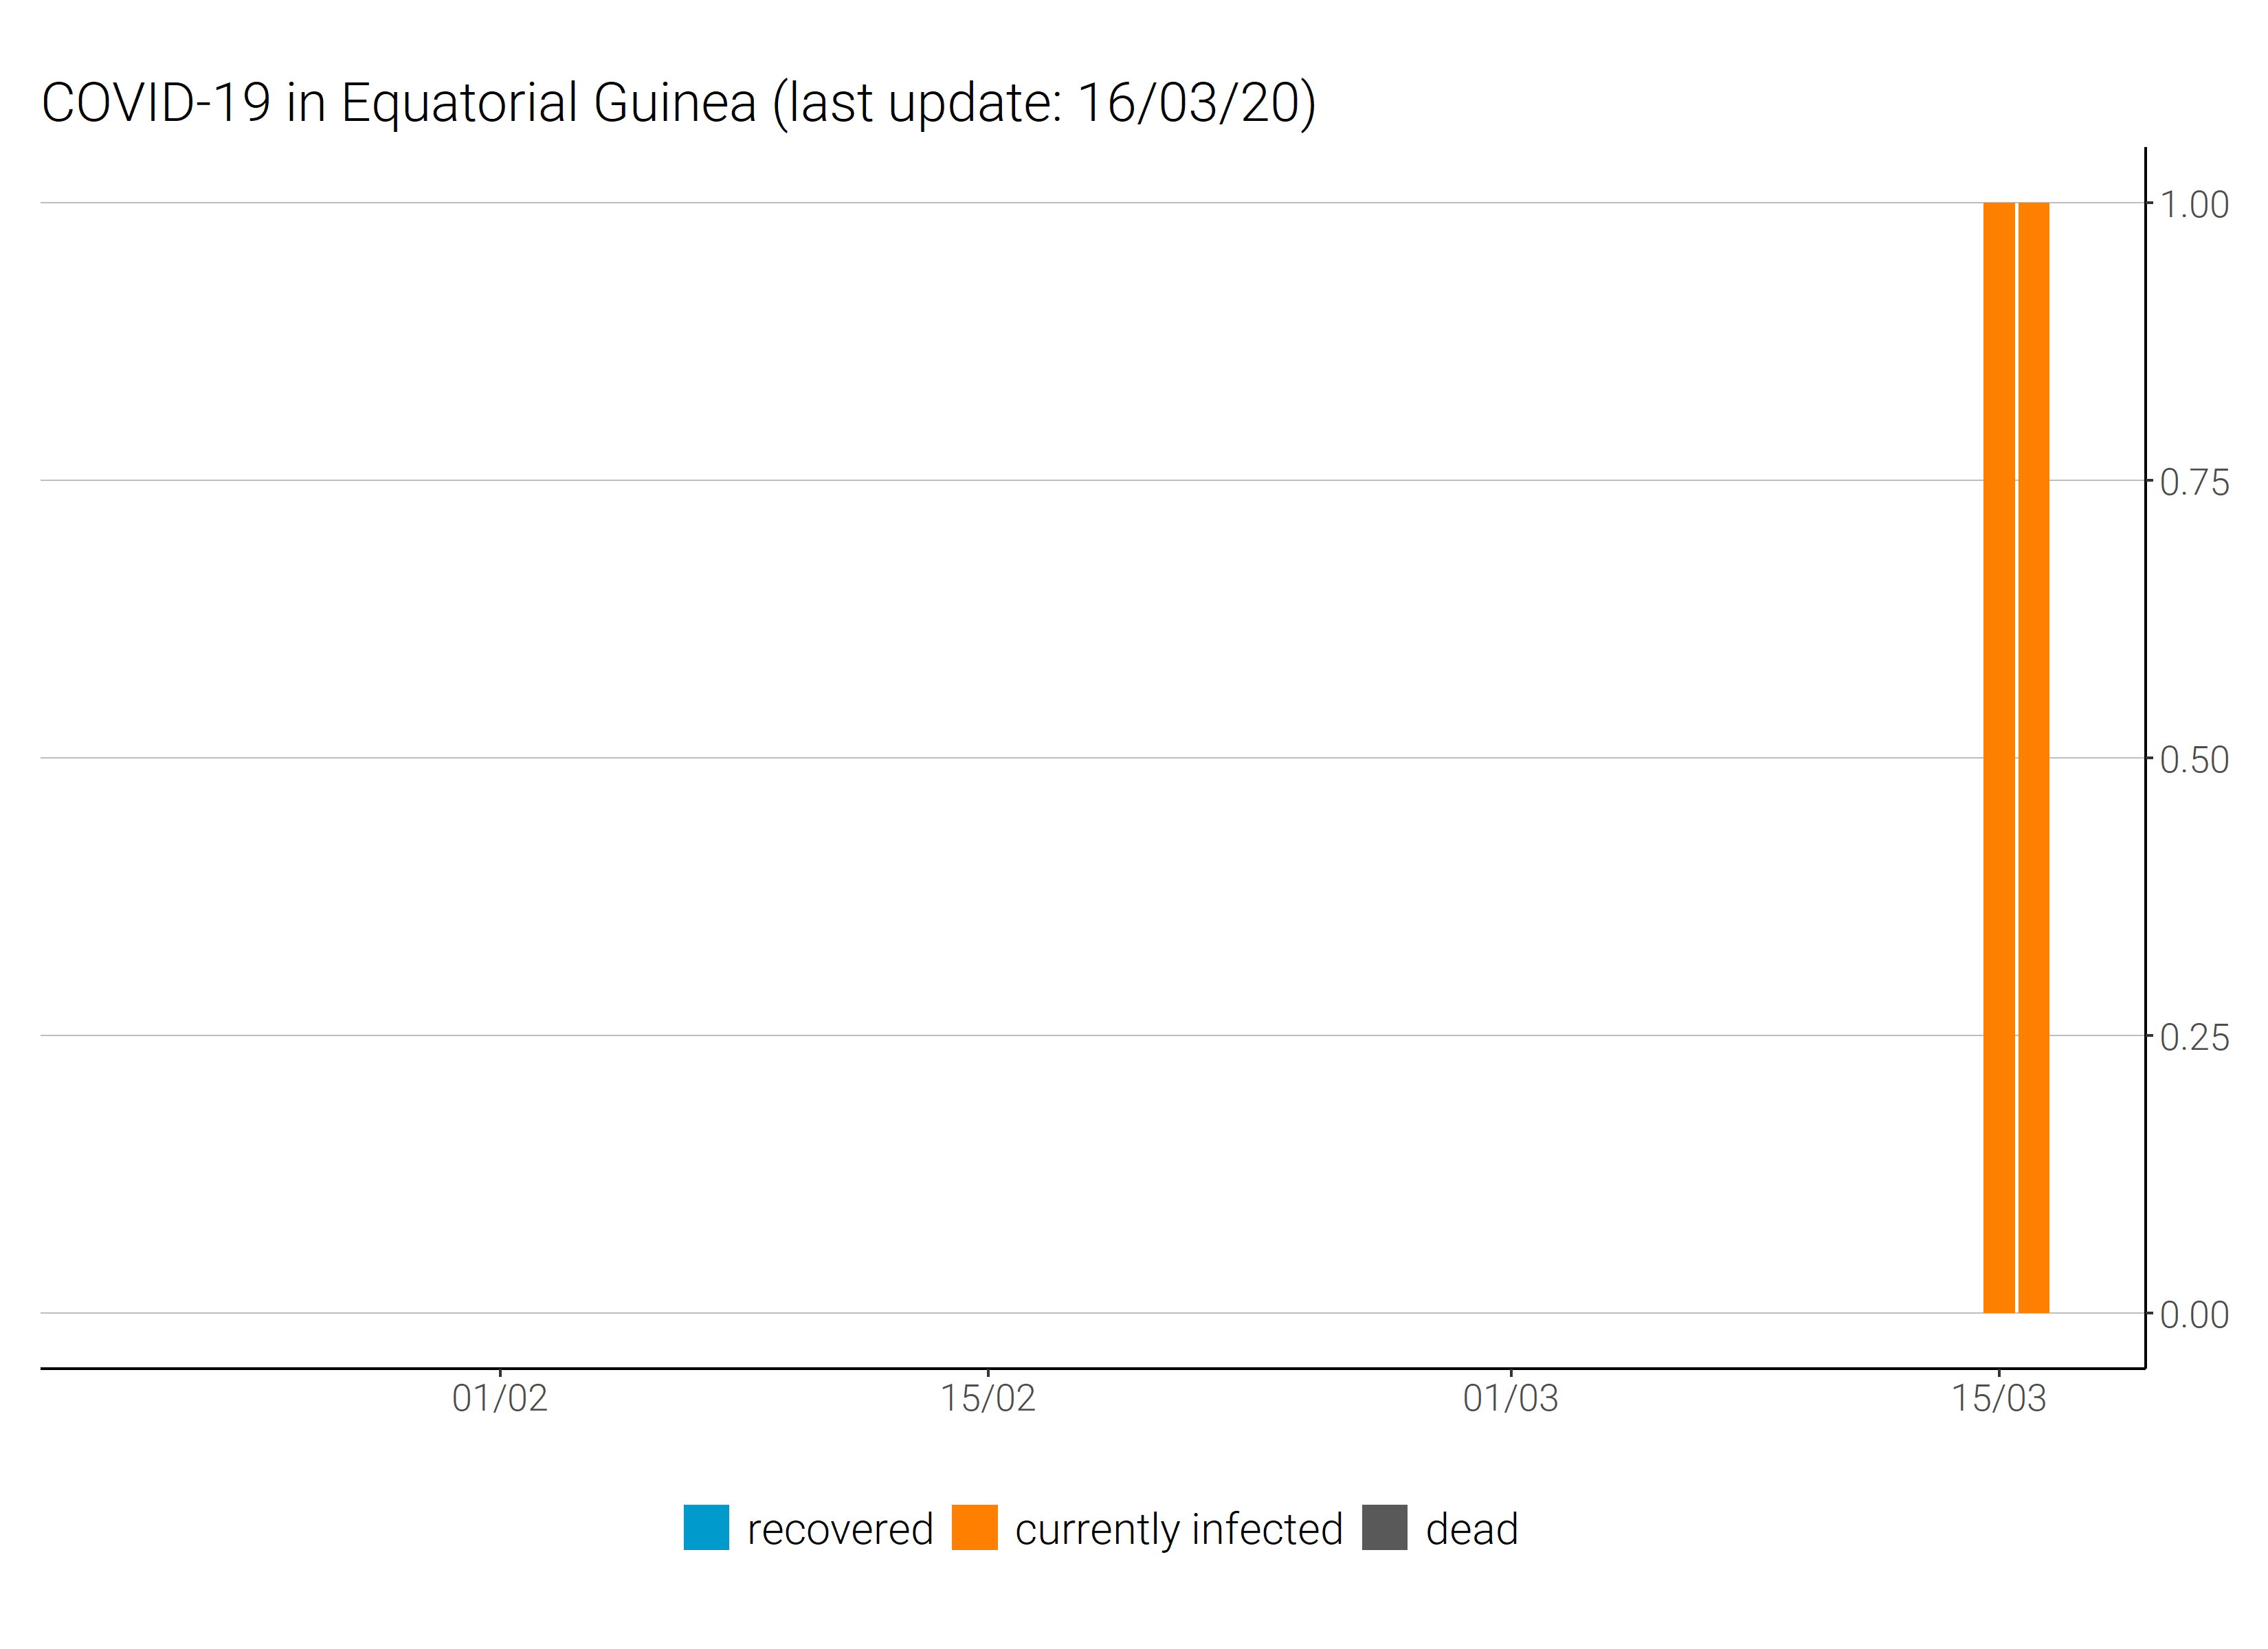 COVID-19 in Equatorial Guinea (last update: 16/03/20)
1.00
0.75
0.50
0.25
0.00
01/02 15/02 01/03 15/03
recovered currently infected dead